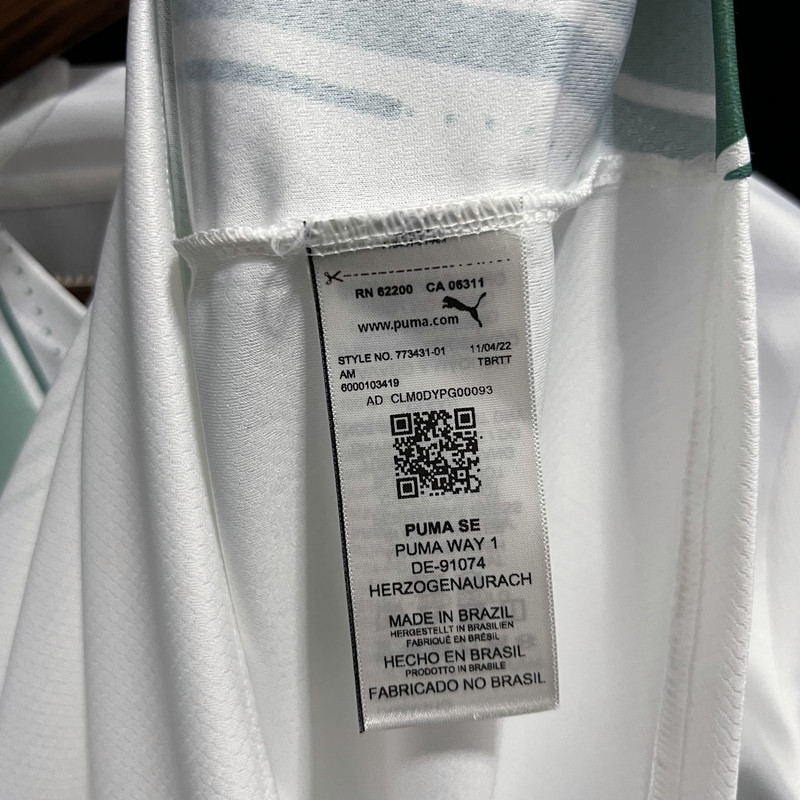 RN 62200 CA 05311
www.puma.com
STYLE NO. 773431-01 11/04/22
AM TBRTT
6000103419
AD CLM0DYPG00093
PUMA SE
PUMA WAY 1
DE-91074
HERZOGENAURACH
MADE IN BRAZIL
HERGESTELLT IN BRASILIEN
FABRIQUÉ EN BRÉSIL
HECHO EN BRASIL
PRODOTTO IN BRASILE
FABRICADO NO BRASIL